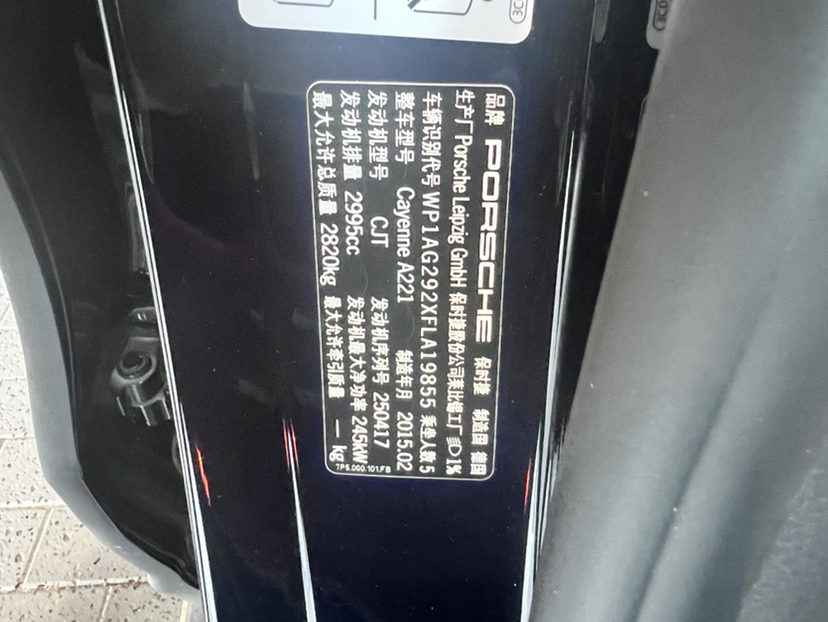 品牌 PORSCHE 保时捷 制造国 德国
生产厂 Porsche Leipzig GmbH 保时捷股份公司莱比锡工厂 1%
车辆识别代号 WP1AG292XFLA19855 乘坐人数 5
整车型号 Cayenne A221 制造年月 2015.02
发动机型号 CJT 发动机序列号 250417
发动机排量 2995cc 发动机最大净功率 245kW
最大允许总质量 2820kg 最大允许牵引质量 — kg
7P5.000.101.FB